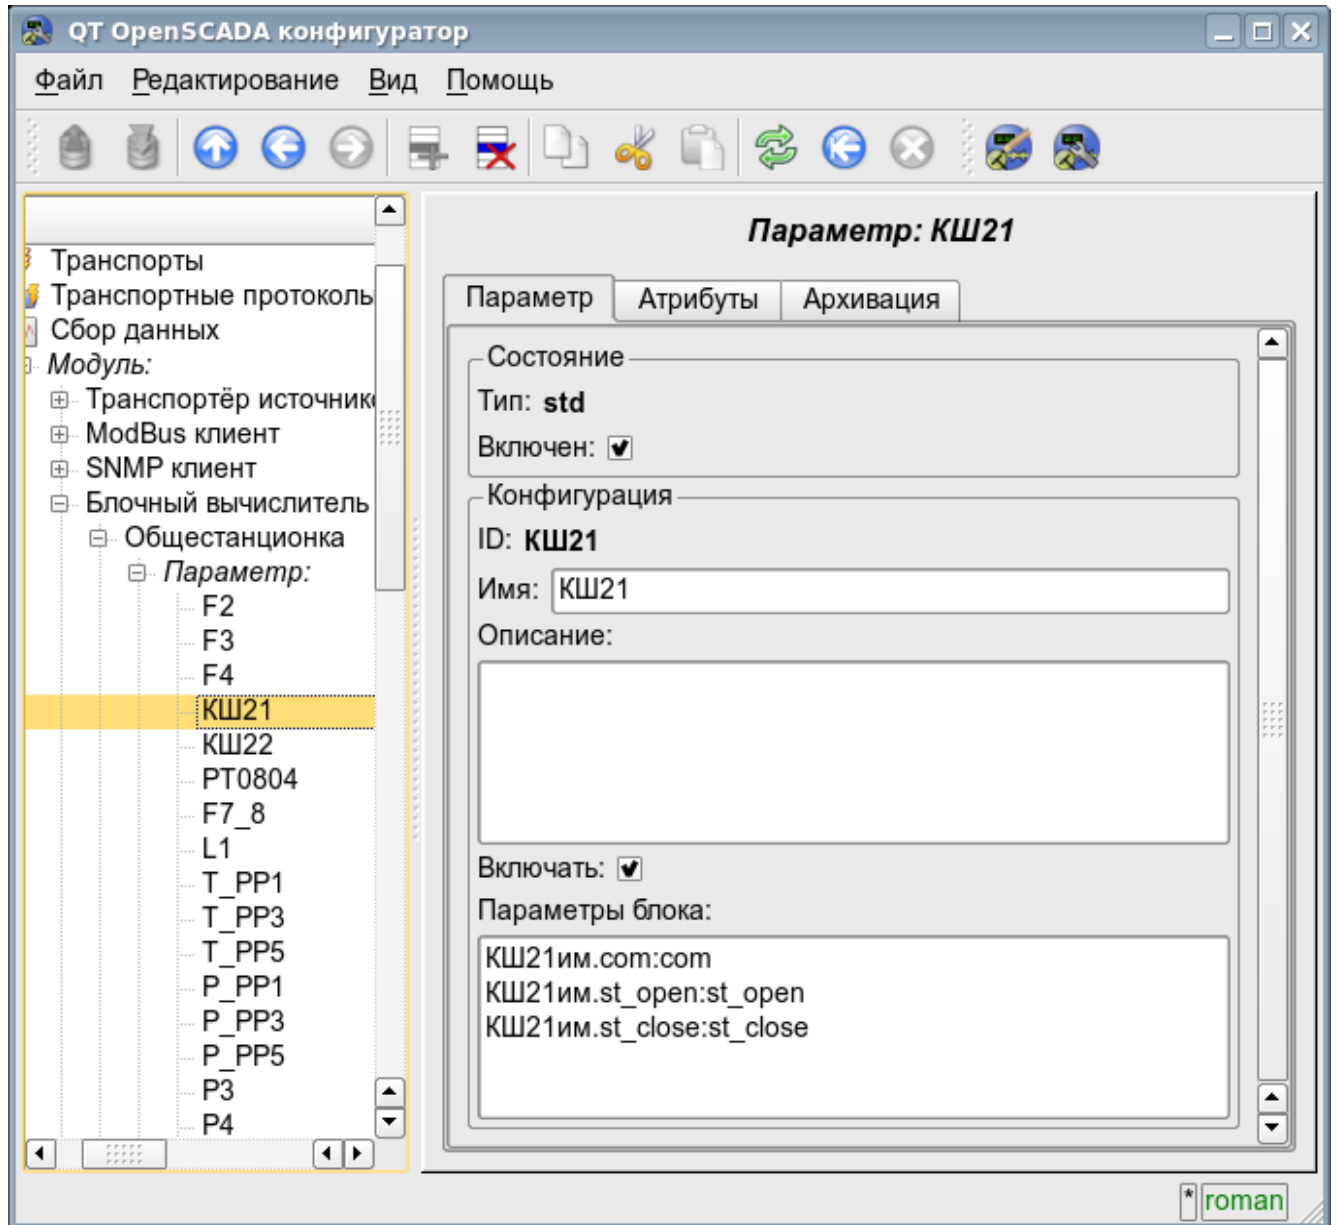 QT OpenSCADA конфигуратор
Файл Редактирование Вид Помощь
Транспорты
Транспортные протоколы
Сбор данных
Модуль:
Транспортёр источнико
ModBus клиент
SNMP клиент
Блочный вычислитель
Общестанционка
Параметр:
F2
F3
F4
КШ21
КШ22
PT0804
F7_8
L1
T_PP1
T_PP3
T_PP5
P_PP1
P_PP3
P_PP5
P3
P4
Параметр: КШ21
Параметр Атрибуты Архивация
Состояние
Тип: std
Включен:
Конфигурация
ID: КШ21
Имя: КШ21
Описание:
Включать:
Параметры блока:
КШ21им.com:com
КШ21им.st_open:st_open
КШ21им.st_close:st_close
* roman